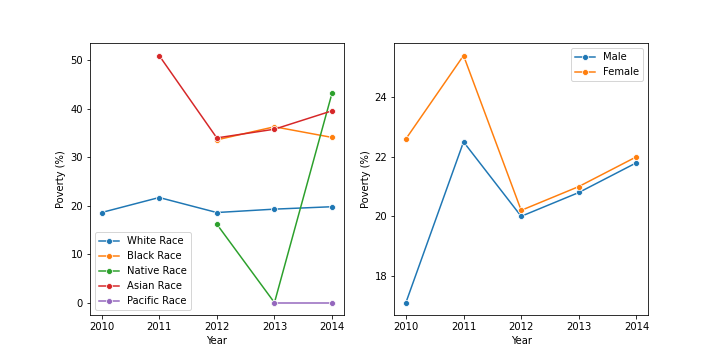 50
40
30
20
10
0
Poverty (%)
2010 2011 2012 2013 2014
Year
White Race
Black Race
Native Race
Asian Race
Pacific Race
24
22
20
18
Poverty (%)
2010 2011 2012 2013 2014
Year
Male
Female